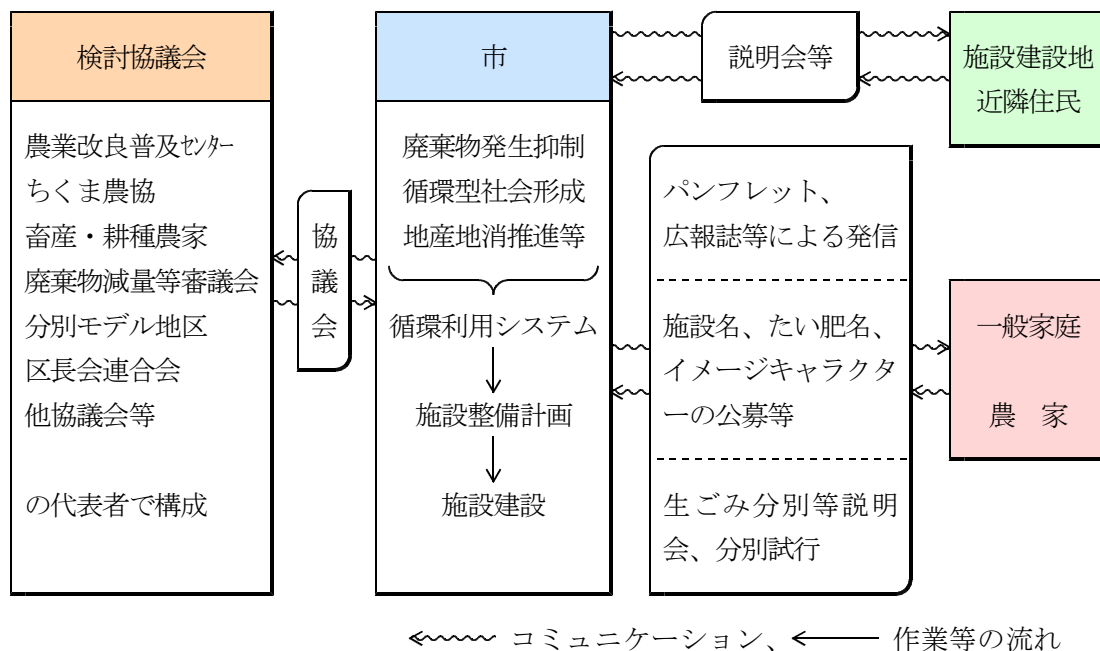 検討協議会
農業改良普及ｾﾝﾀｰ
ちくま農協
畜産・耕種農家
廃棄物減量等審議会
分別モデル地区
区長会連合会
他協議会等
の代表者で構成
協議会
市
廃棄物発生抑制
循環型社会形成
地産地消推進等
循環利用システム
施設整備計画
施設建設
説明会等
施設建設地
近隣住民
パンフレット、
広報誌等による発信
施設名、たい肥名、
イメージキャラクタ
ーの公募等
生ごみ分別等説明
会、分別試行
一般家庭
農　家
コミュニケーション、
作業等の流れ